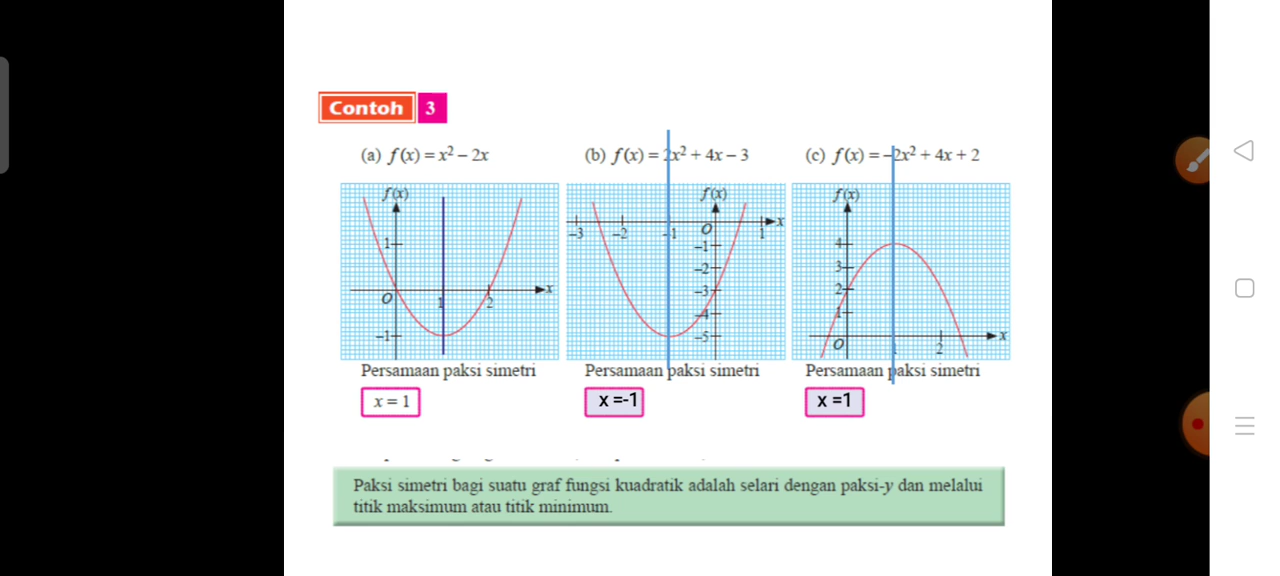 Contoh 3
(a) f(x) = x² – 2x
(b) f(x) = 2x² + 4x – 3
(c) f(x) = –2x² + 4x + 2
f(x)
1
O
1
2
x
–1
f(x)
–3
–2
–1
O
1
x
–1
–2
–3
–4
–5
f(x)
4
3
2
1
O
2
x
Persamaan paksi simetri
Persamaan paksi simetri
Persamaan paksi simetri
x = 1
x =-1
x =1
Paksi simetri bagi suatu graf fungsi kuadratik adalah selari dengan paksi-y dan melalui
titik maksimum atau titik minimum.